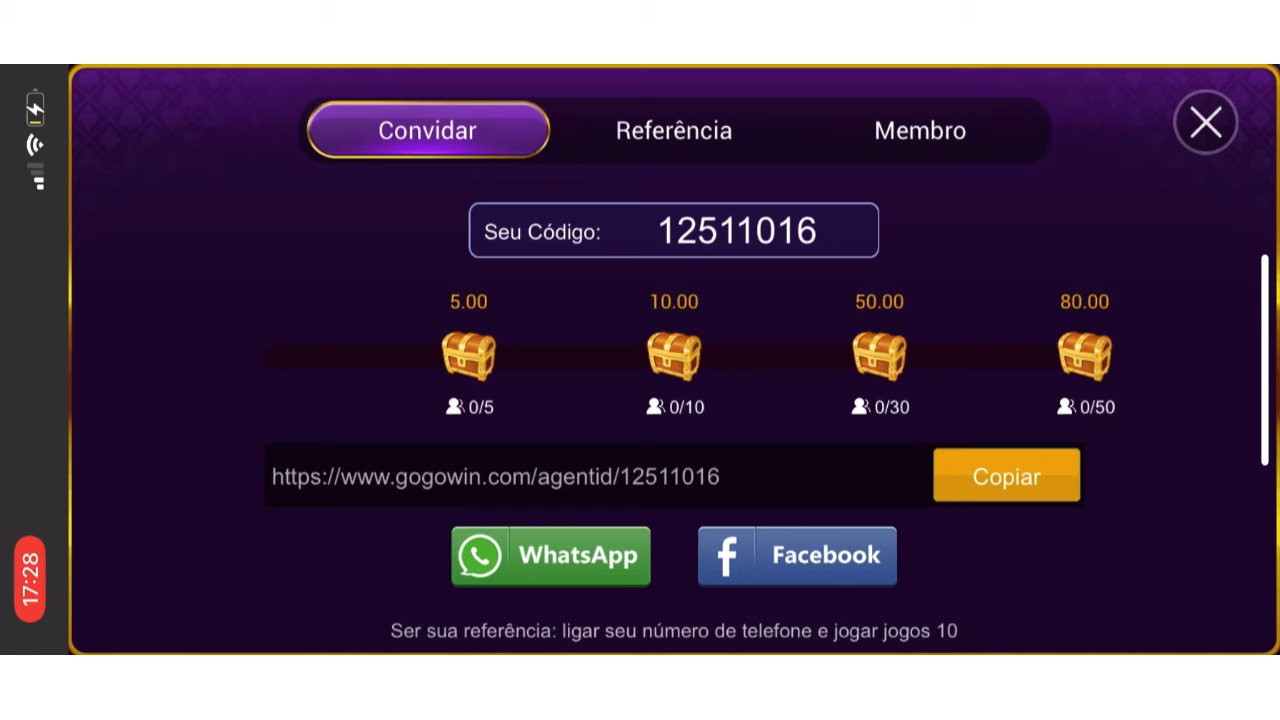 Convidar Referência Membro
Seu Código: 12511016
5.00 10.00 50.00 80.00
0/5 0/10 0/30 0/50
https://www.gogowin.com/agentid/12511016 Copiar
WhatsApp Facebook
Ser sua referência: ligar seu número de telefone e jogar jogos 10
17:28